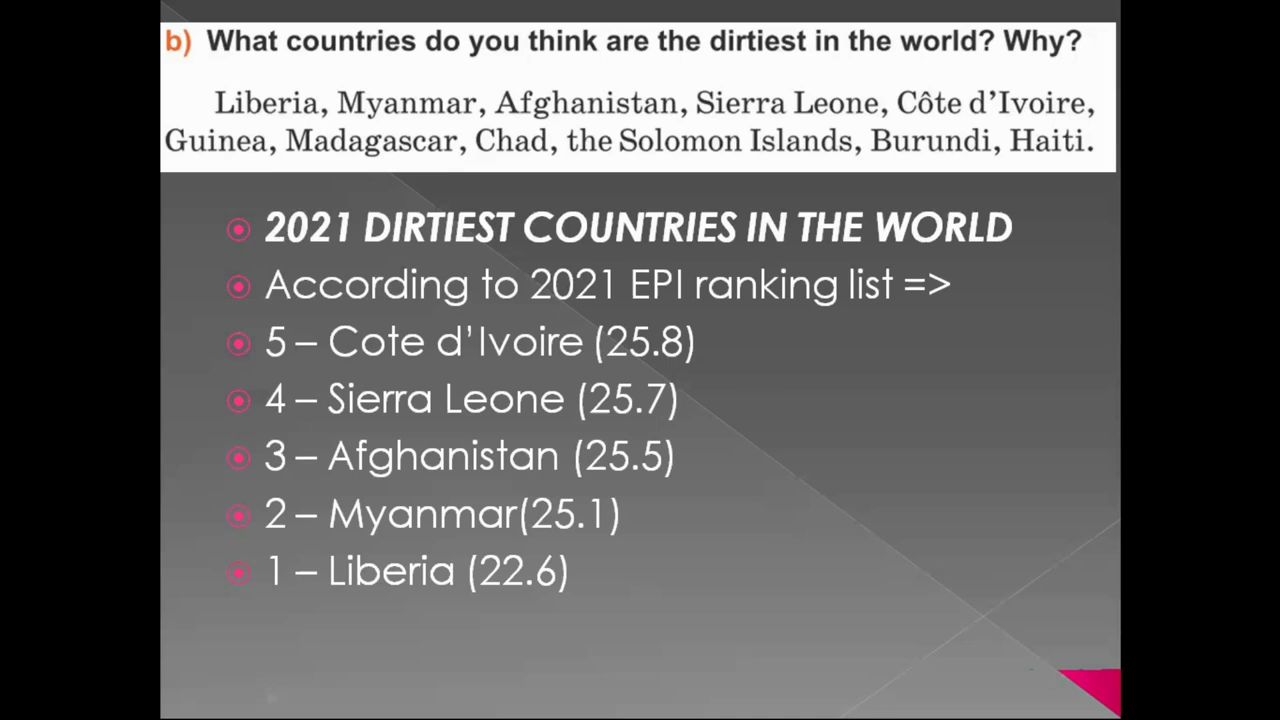 b) What countries do you think are the dirtiest in the world? Why?
Liberia, Myanmar, Afghanistan, Sierra Leone, Côte d’Ivoire,
Guinea, Madagascar, Chad, the Solomon Islands, Burundi, Haiti.
2021 DIRTIEST COUNTRIES IN THE WORLD
According to 2021 EPI ranking list =>
5 – Cote d’Ivoire (25.8)
4 – Sierra Leone (25.7)
3 – Afghanistan (25.5)
2 – Myanmar(25.1)
1 – Liberia (22.6)